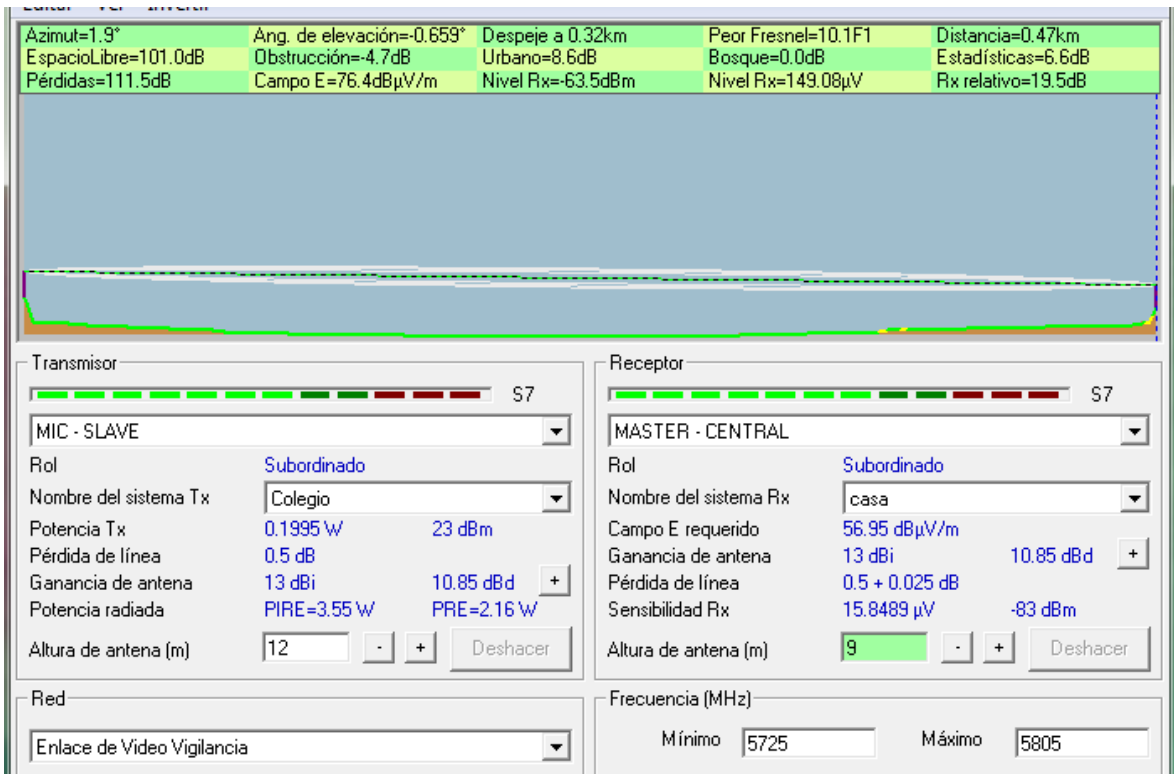 Editar Ver Invertir
Azimut=1.9° Ang. de elevación=-0.659° Despeje a 0.32km Peor Fresnel=10.1F1 Distancia=0.47km
EspacioLibre=101.0dB Obstrucción=-4.7dB Urbano=8.6dB Bosque=0.0dB Estadísticas=6.6dB
Pérdidas=111.5dB Campo E=76.4dBµV/m Nivel Rx=-63.5dBm Nivel Rx=149.08µV Rx relativo=19.5dB
Transmisor
S7
MIC - SLAVE
Rol Subordinado
Nombre del sistema Tx Colegio
Potencia Tx 0.1995 W 23 dBm
Pérdida de línea 0.5 dB
Ganancia de antena 13 dBi 10.85 dBd +
Potencia radiada PIRE=3.55 W PRE=2.16 W
Altura de antena (m) 12 - + Deshacer
Receptor
S7
MASTER - CENTRAL
Rol Subordinado
Nombre del sistema Rx casa
Campo E requerido 56.95 dBµV/m
Ganancia de antena 13 dBi 10.85 dBd +
Pérdida de línea 0.5 + 0.025 dB
Sensibilidad Rx 15.8489 µV -83 dBm
Altura de antena (m) 9 - + Deshacer
Red
Enlace de Video Vigilancia
Frecuencia (MHz)
Mínimo 5725 Máximo 5805